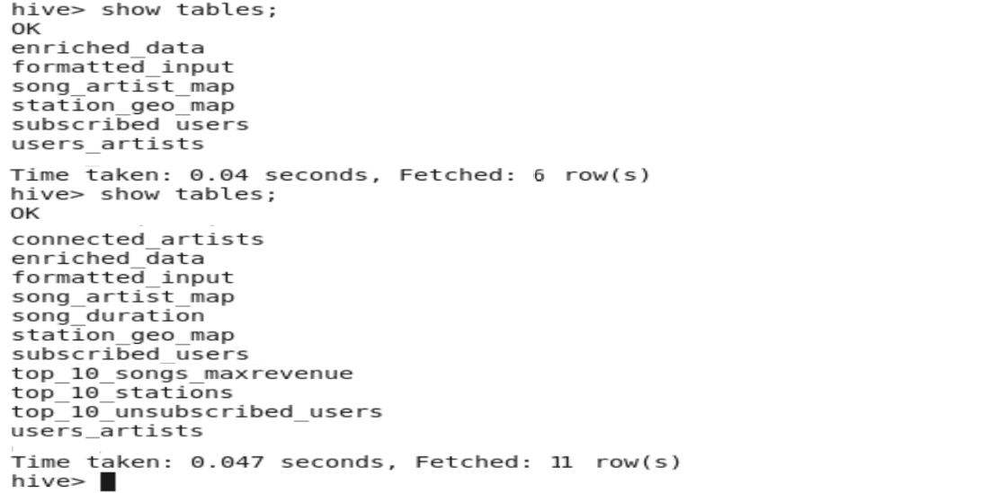 hive> show tables;
OK
enriched_data
formatted_input
song_artist_map
station_geo_map
subscribed users
users_artists
Time taken: 0.04 seconds, Fetched: 6 row(s)
hive> show tables;
OK
connected_artists
enriched_data
formatted_input
song_artist_map
song_duration
station_geo_map
subscribed_users
top_10_songs_maxrevenue
top_10_stations
top_10_unsubscribed_users
users_artists
Time taken: 0.047 seconds, Fetched: 11 row(s)
hive>